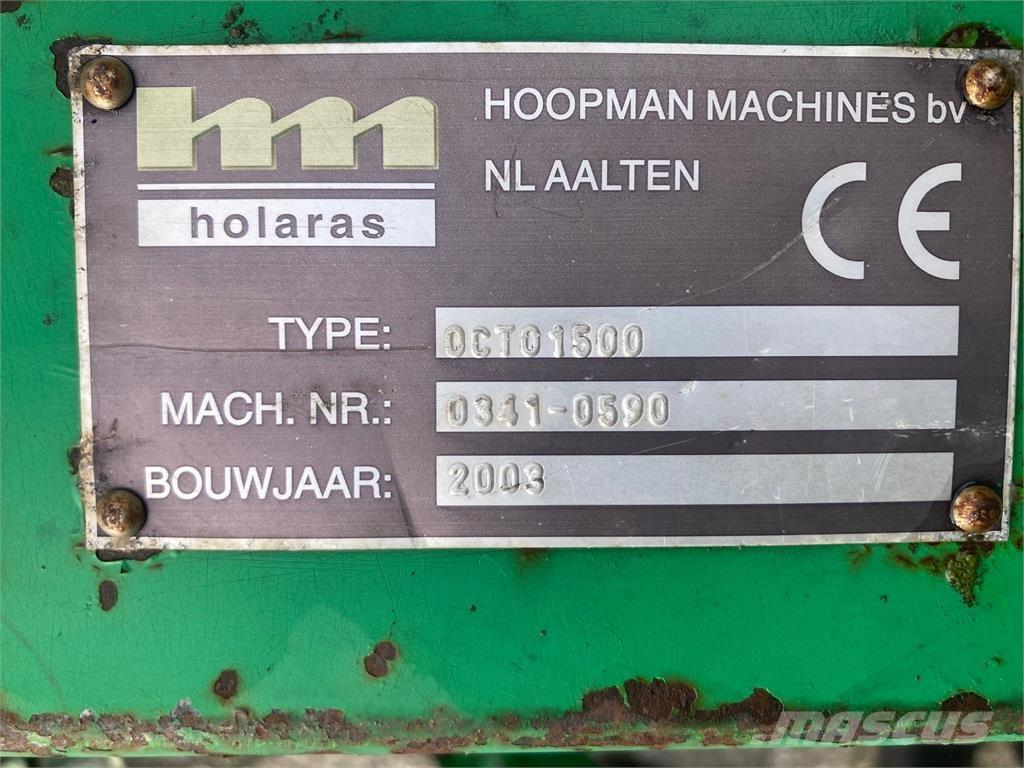 hm
HOOPMAN MACHINES bv
NL AALTEN
CE
holaras
TYPE: OCTO1500
MACH. NR.: 0341-0590
BOUWJAAR: 2003
MASCUS